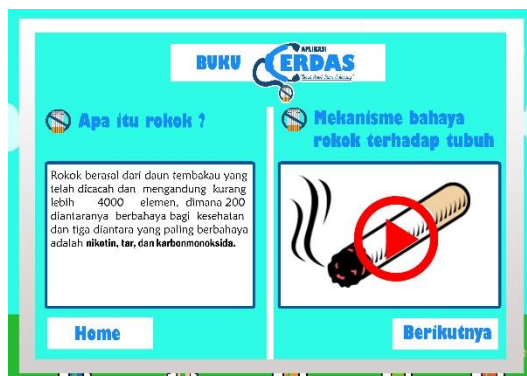 BUKU
APLIKASI
CERDAS
Apa itu rokok ?
Rokok berasal dari daun tembakau yang
telah dicacah dan mengandung kurang
lebih 4000 elemen, dimana 200
diantaranya berbahaya bagi kesehatan
dan tiga diantara yang paling berbahaya
adalah nikotin, tar, dan karbonmonoksida.
Home
Mekanisme bahaya
rokok terhadap tubuh
Berikutnya